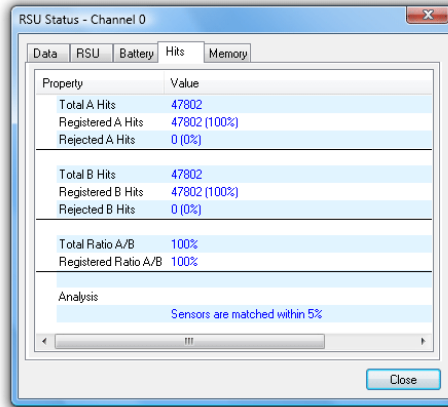 RSU Status - Channel 0
Data RSU Battery Hits Memory
Property Value
Total A Hits 47802
Registered A Hits 47802 (100%)
Rejected A Hits 0 (0%)
Total B Hits 47802
Registered B Hits 47802 (100%)
Rejected B Hits 0 (0%)
Total Ratio A/B 100%
Registered Ratio A/B 100%
Analysis
Sensors are matched within 5%
Close